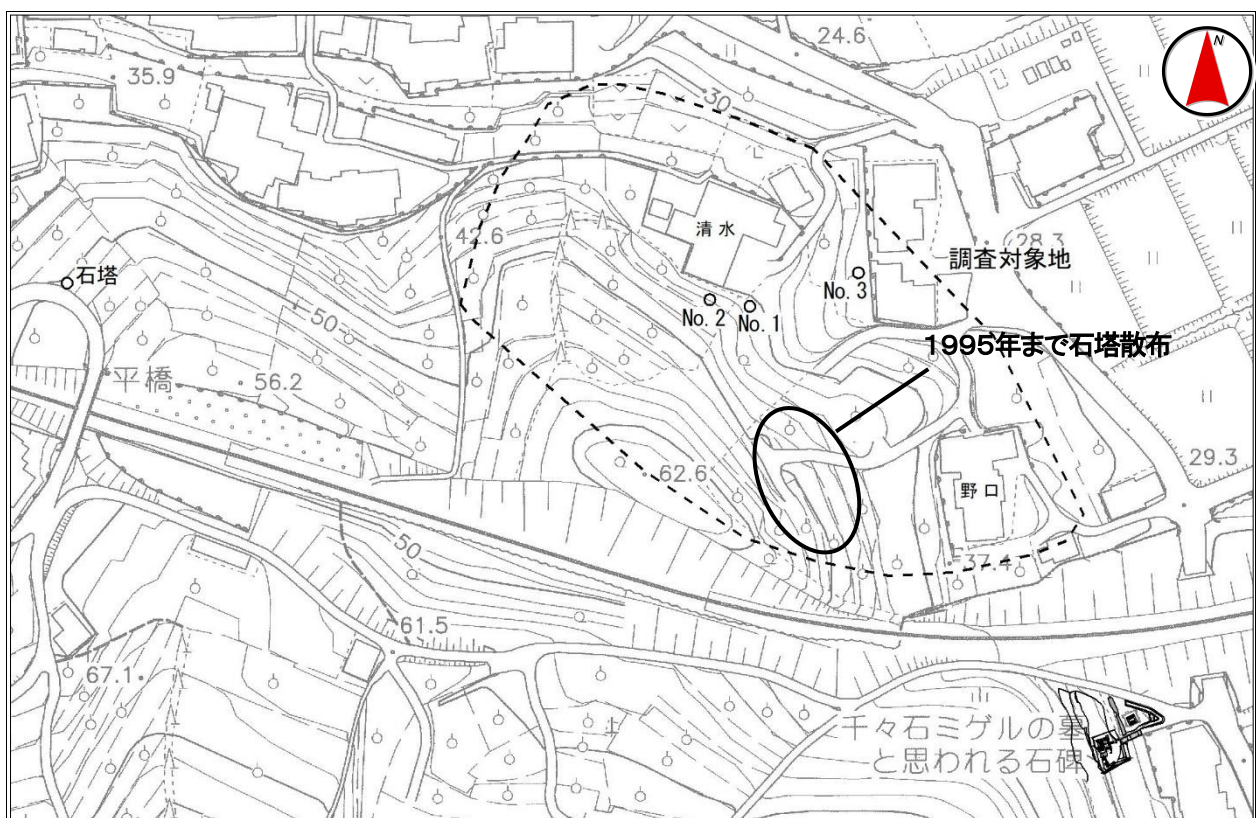 N
24.6
35.9
30
清水
42.6
28.3
調査対象地
石塔
No.3
No.2
No.1
50
1995年まで石塔散布
平橋
56.2
62.6
29.3
野口
50
37.4
61.5
67.1
千々石ミゲルの墓
と思われる石碑